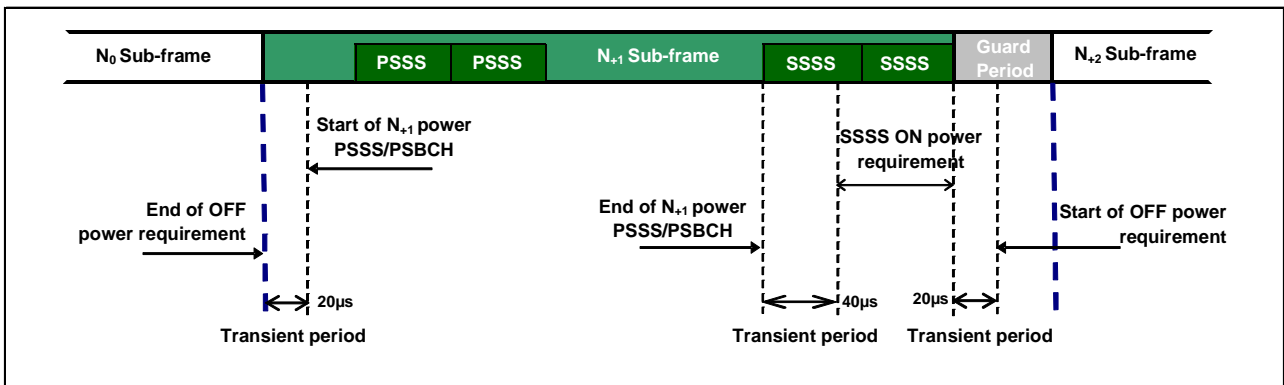 N0 Sub-frame
PSSS
PSSS
N+1 Sub-frame
SSSS
SSSS
Guard
Period
N+2 Sub-frame
Start of N+1 power
PSSS/PSBCH
SSSS ON power
requirement
End of OFF
power requirement
End of N+1 power
PSSS/PSBCH
Start of OFF power
requirement
20µs
40µs
20µs
Transient period
Transient period
Transient period